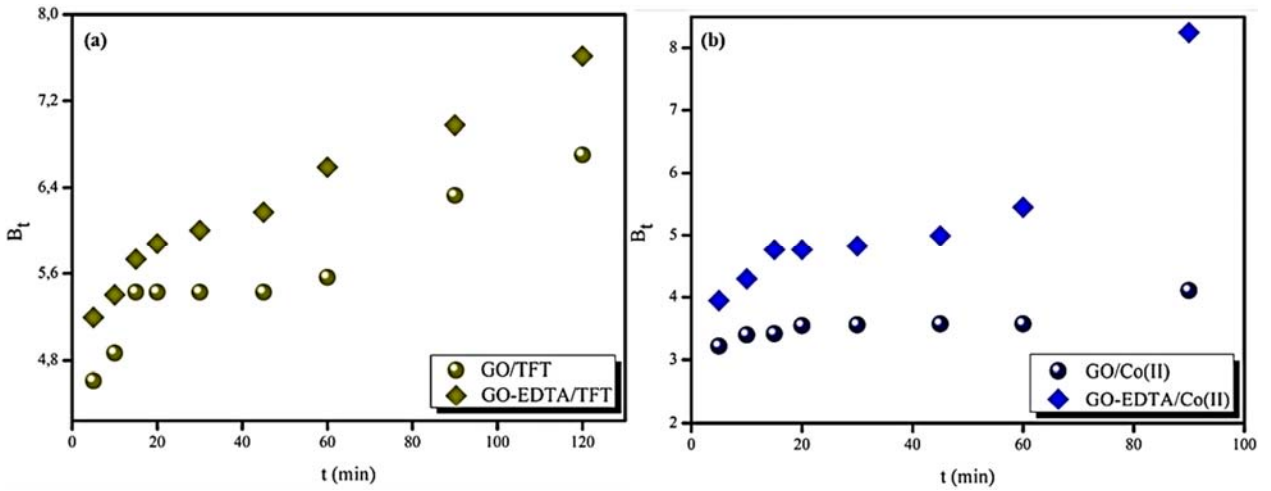 (a)
8,0
7,2
6,4
5,6
4,8
B_t
0 20 40 60 80 100 120
t (min)
GO/TFT
GO-EDTA/TFT
(b)
8
7
6
5
4
3
2
B_t
0 20 40 60 80 100
t (min)
GO/Co(II)
GO-EDTA/Co(II)